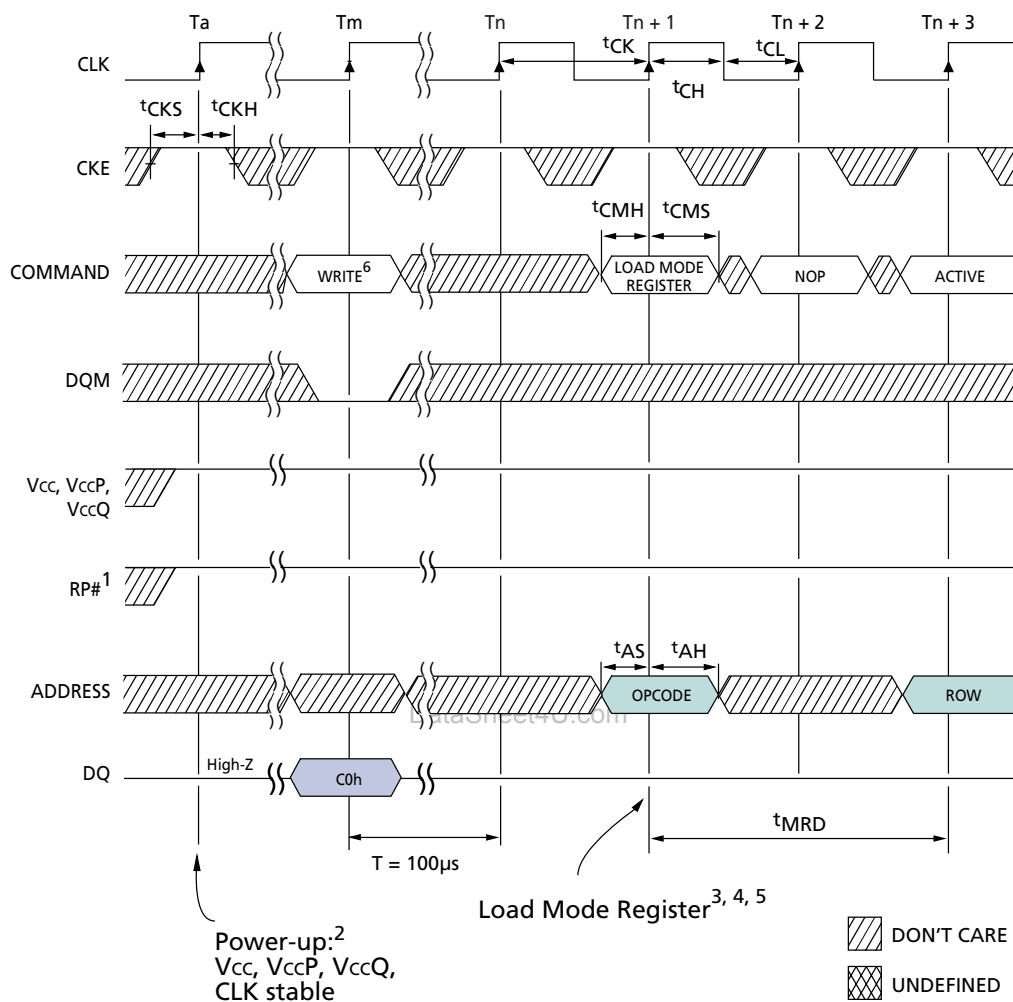 Ta Tm Tn Tn + 1 Tn + 2 Tn + 3
CLK
tCK
tCL
tCH
tCKS tCKH
CKE
tCMH tCMS
COMMAND
WRITE6
LOAD MODE
REGISTER
NOP
ACTIVE
DQM
Vcc, VccP,
VccQ
RP#1
tAS tAH
ADDRESS
OPCODE
ROW
DataSheet4U.com
DQ
High-Z
C0h
tMRD
T = 100µs
Load Mode Register3, 4, 5
Power-up:2
Vcc, VccP, VccQ,
CLK stable
DON'T CARE
UNDEFINED